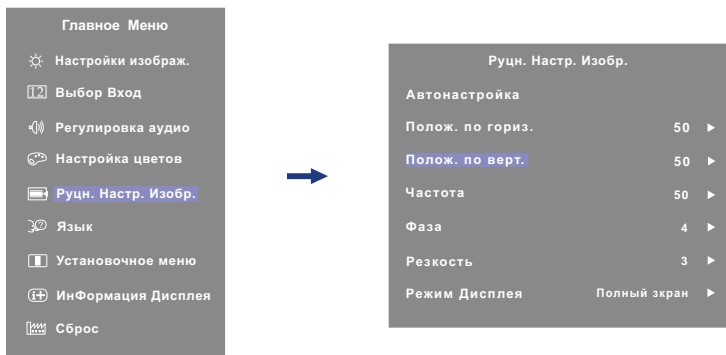 Главное Меню
Настройки изображ.
12 Выбор Вход
Регулировка аудио
Настройка цветов
Руцн. Настр. Изобр.
Язык
Установочное меню
ИнФормация Дисплея
Сброс
Руцн. Настр. Изобр.
Автонастройка
Полож. по гориз. 50
Полож. по верт. 50
Частота 50
Фаза 4
Резкость 3
Режим Дисплея Полный зкран